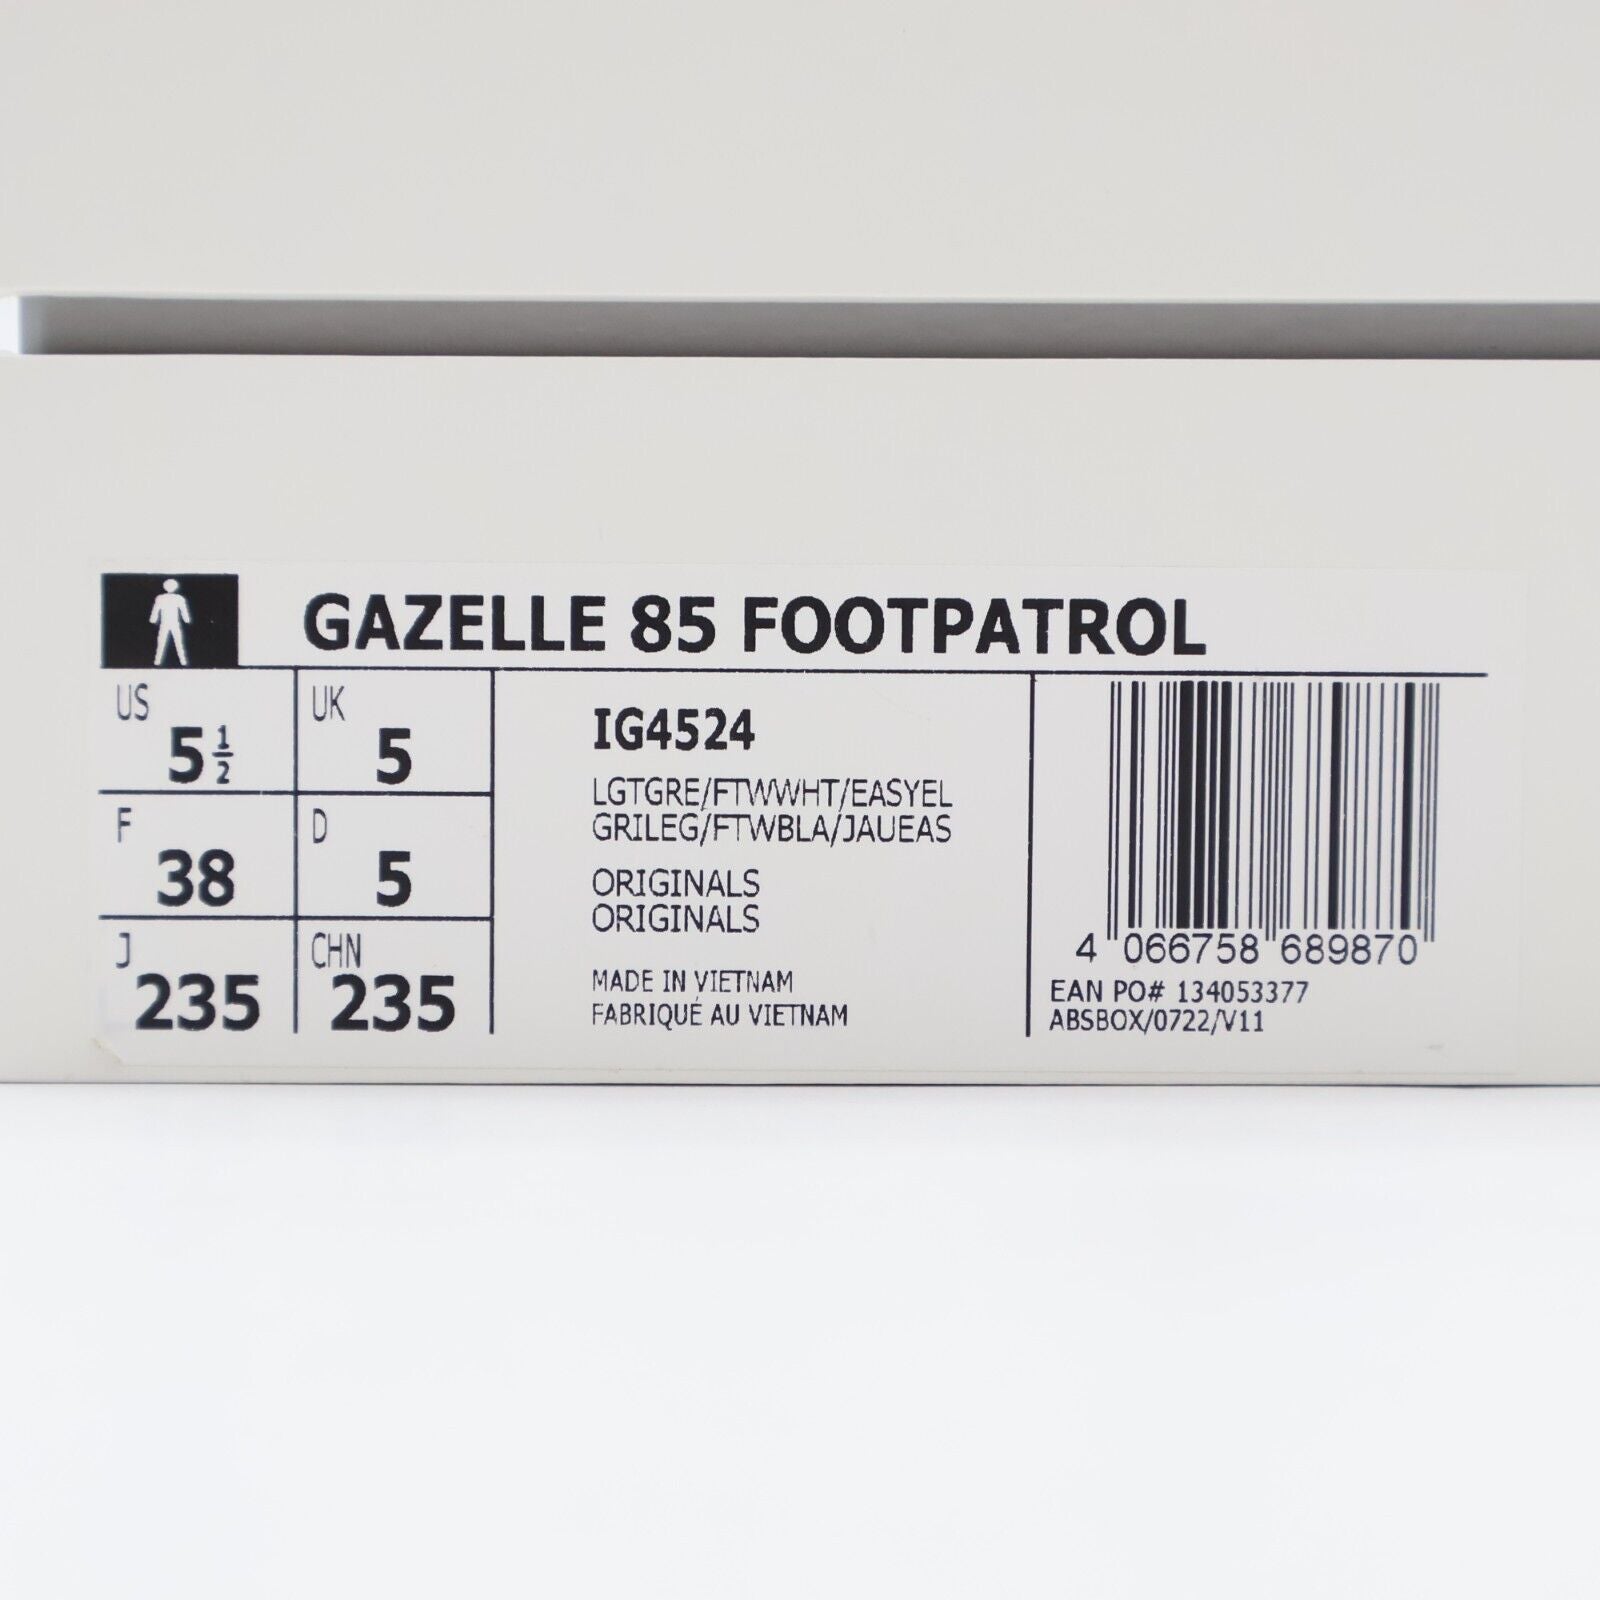 GAZELLE 85 FOOTPATROL
US 5½
UK 5
F 38
D 5
J 235
CHN 235
IG4524
LGTGRE/FTWWHT/EASYEL
GRILEG/FTWBLA/JAUEAS
ORIGINALS
ORIGINALS
MADE IN VIETNAM
FABRIQUÉ AU VIETNAM
4 066758 689870
EAN PO# 134053377
ABSBOX/0722/V11